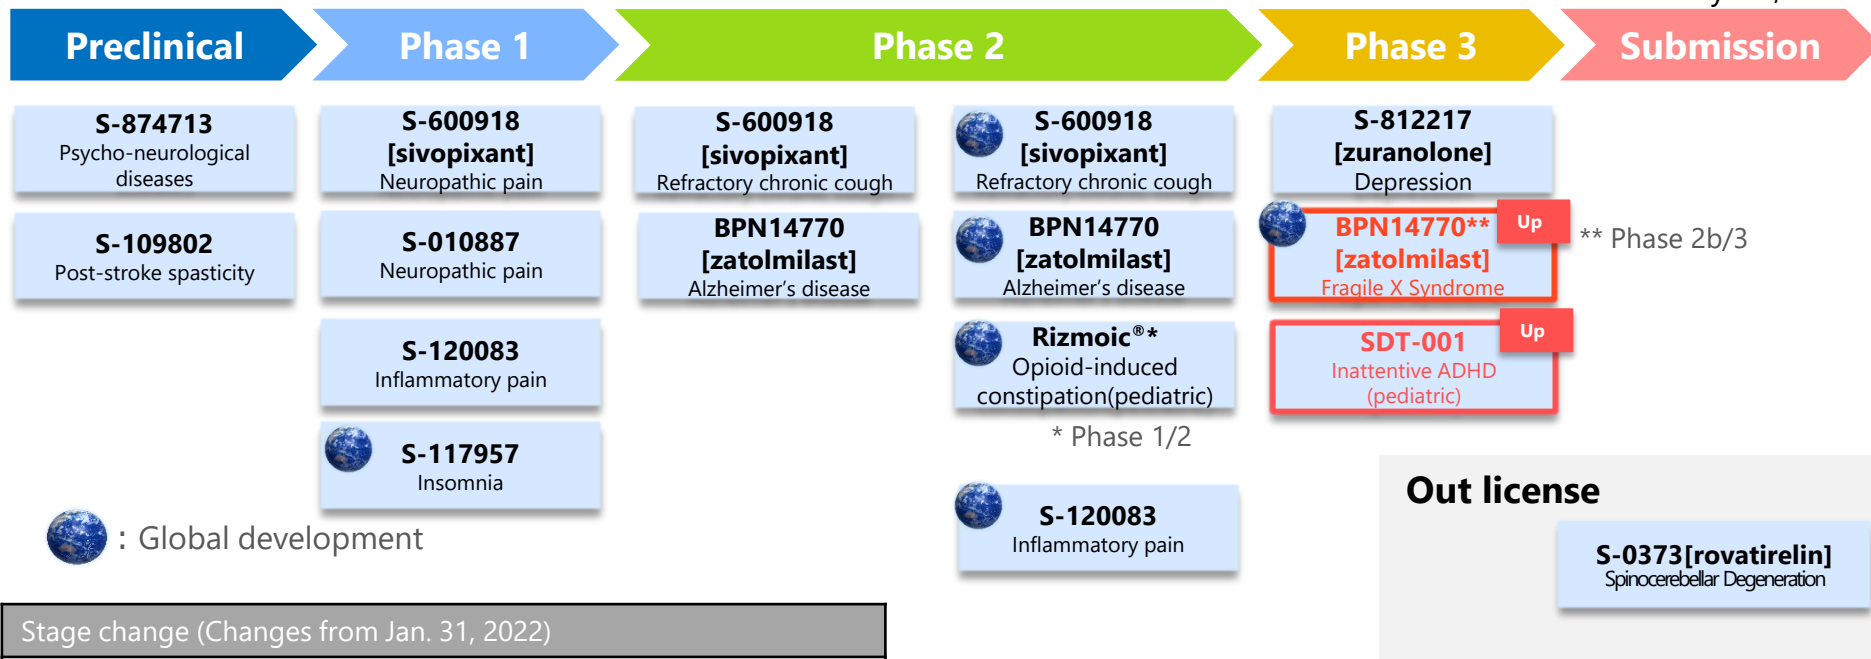 Preclinical
Phase 1
Phase 2
Phase 3
Submission
S-874713
Psycho-neurological
diseases
S-109802
Post-stroke spasticity
S-600918
[sivopixant]
Neuropathic pain
S-010887
Neuropathic pain
S-120083
Inflammatory pain
S-117957
Insomnia
S-600918
[sivopixant]
Refractory chronic cough
BPN14770
[zatolmilast]
Alzheimer’s disease
S-600918
[sivopixant]
Refractory chronic cough
BPN14770
[zatolmilast]
Alzheimer’s disease
Rizmoic®*
Opioid-induced
constipation(pediatric)
* Phase 1/2
S-120083
Inflammatory pain
S-812217
[zuranolone]
Depression
BPN14770**
[zatolmilast]
Fragile X Syndrome
Up
** Phase 2b/3
SDT-001
Inattentive ADHD
(pediatric)
Up
: Global development
Out license
S-0373[rovatirelin]
Spinocerebellar Degeneration
Stage change (Changes from Jan. 31, 2022)